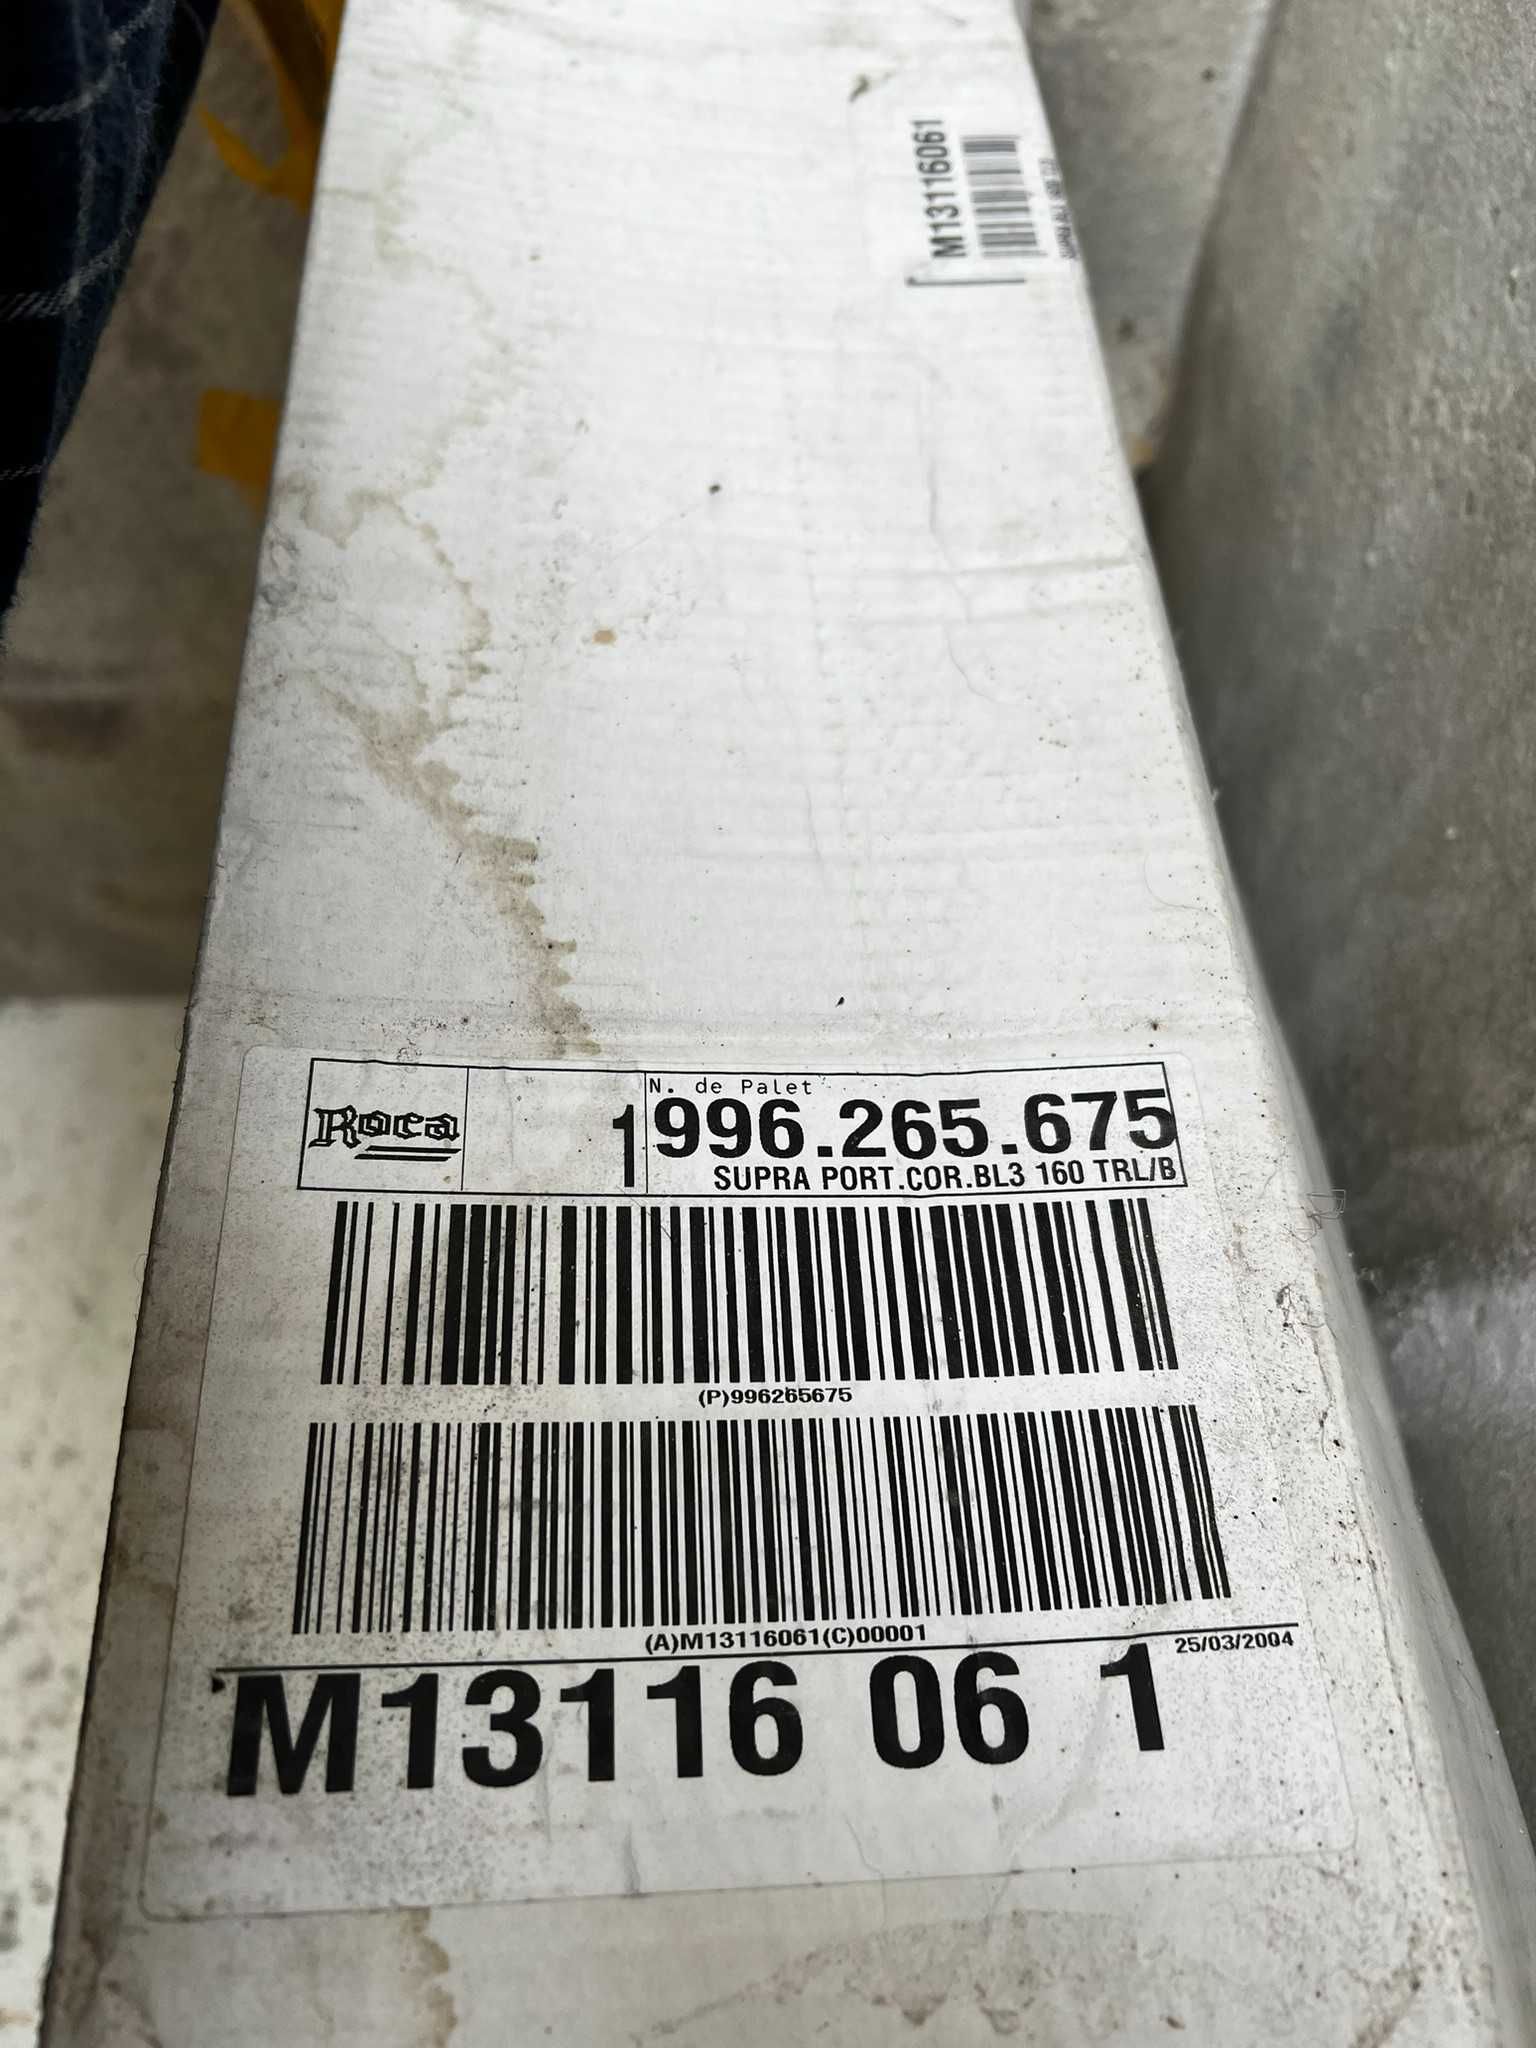 M13116061
Roca
1
N. de Palet
996.265.675
SUPRA PORT.COR.BL3 160 TRL/B
(P)996265675
(A)M13116061(C)00001
25/03/2004
M13116 06 1